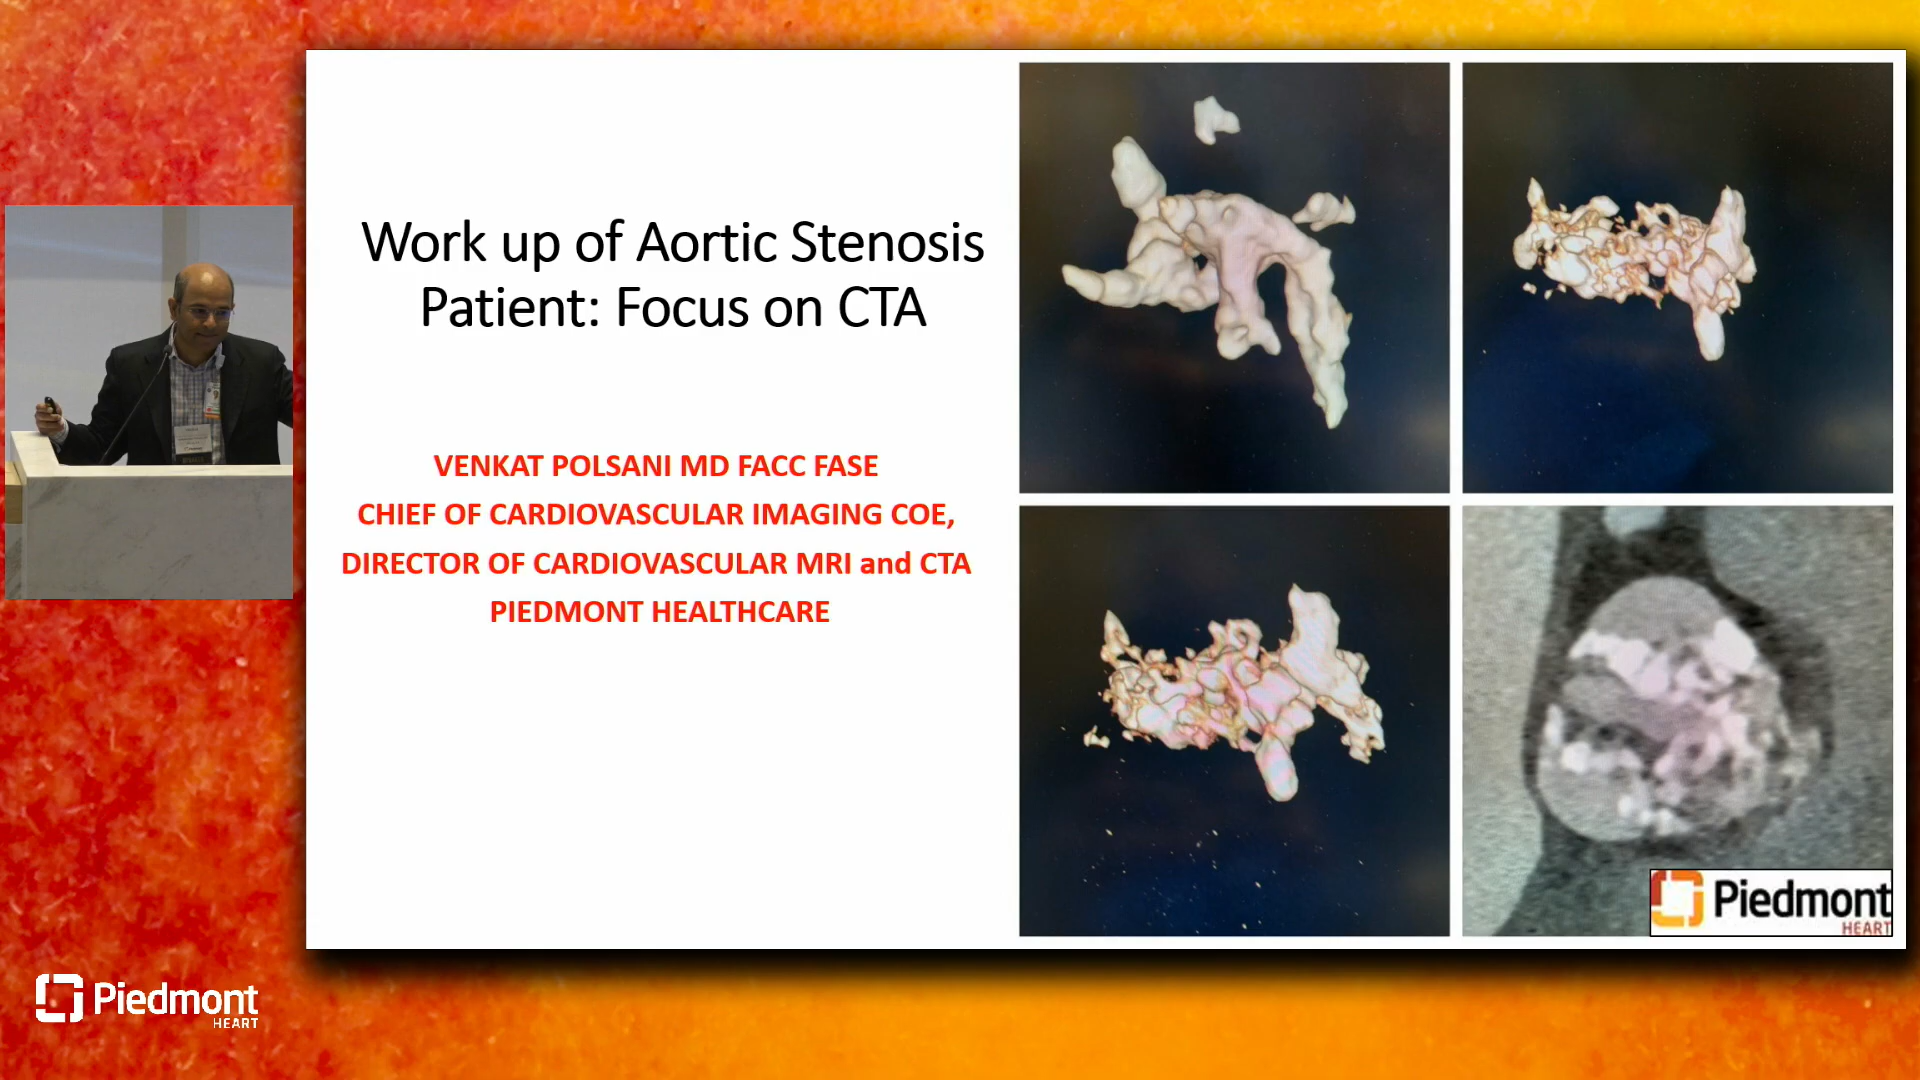 Work up of Aortic Stenosis
Patient: Focus on CTA
VENKAT POLSANI MD FACC FASE
CHIEF OF CARDIOVASCULAR IMAGING COE,
DIRECTOR OF CARDIOVASCULAR MRI and CTA
PIEDMONT HEALTHCARE
Piedmont
HEART
Piedmont
HEART